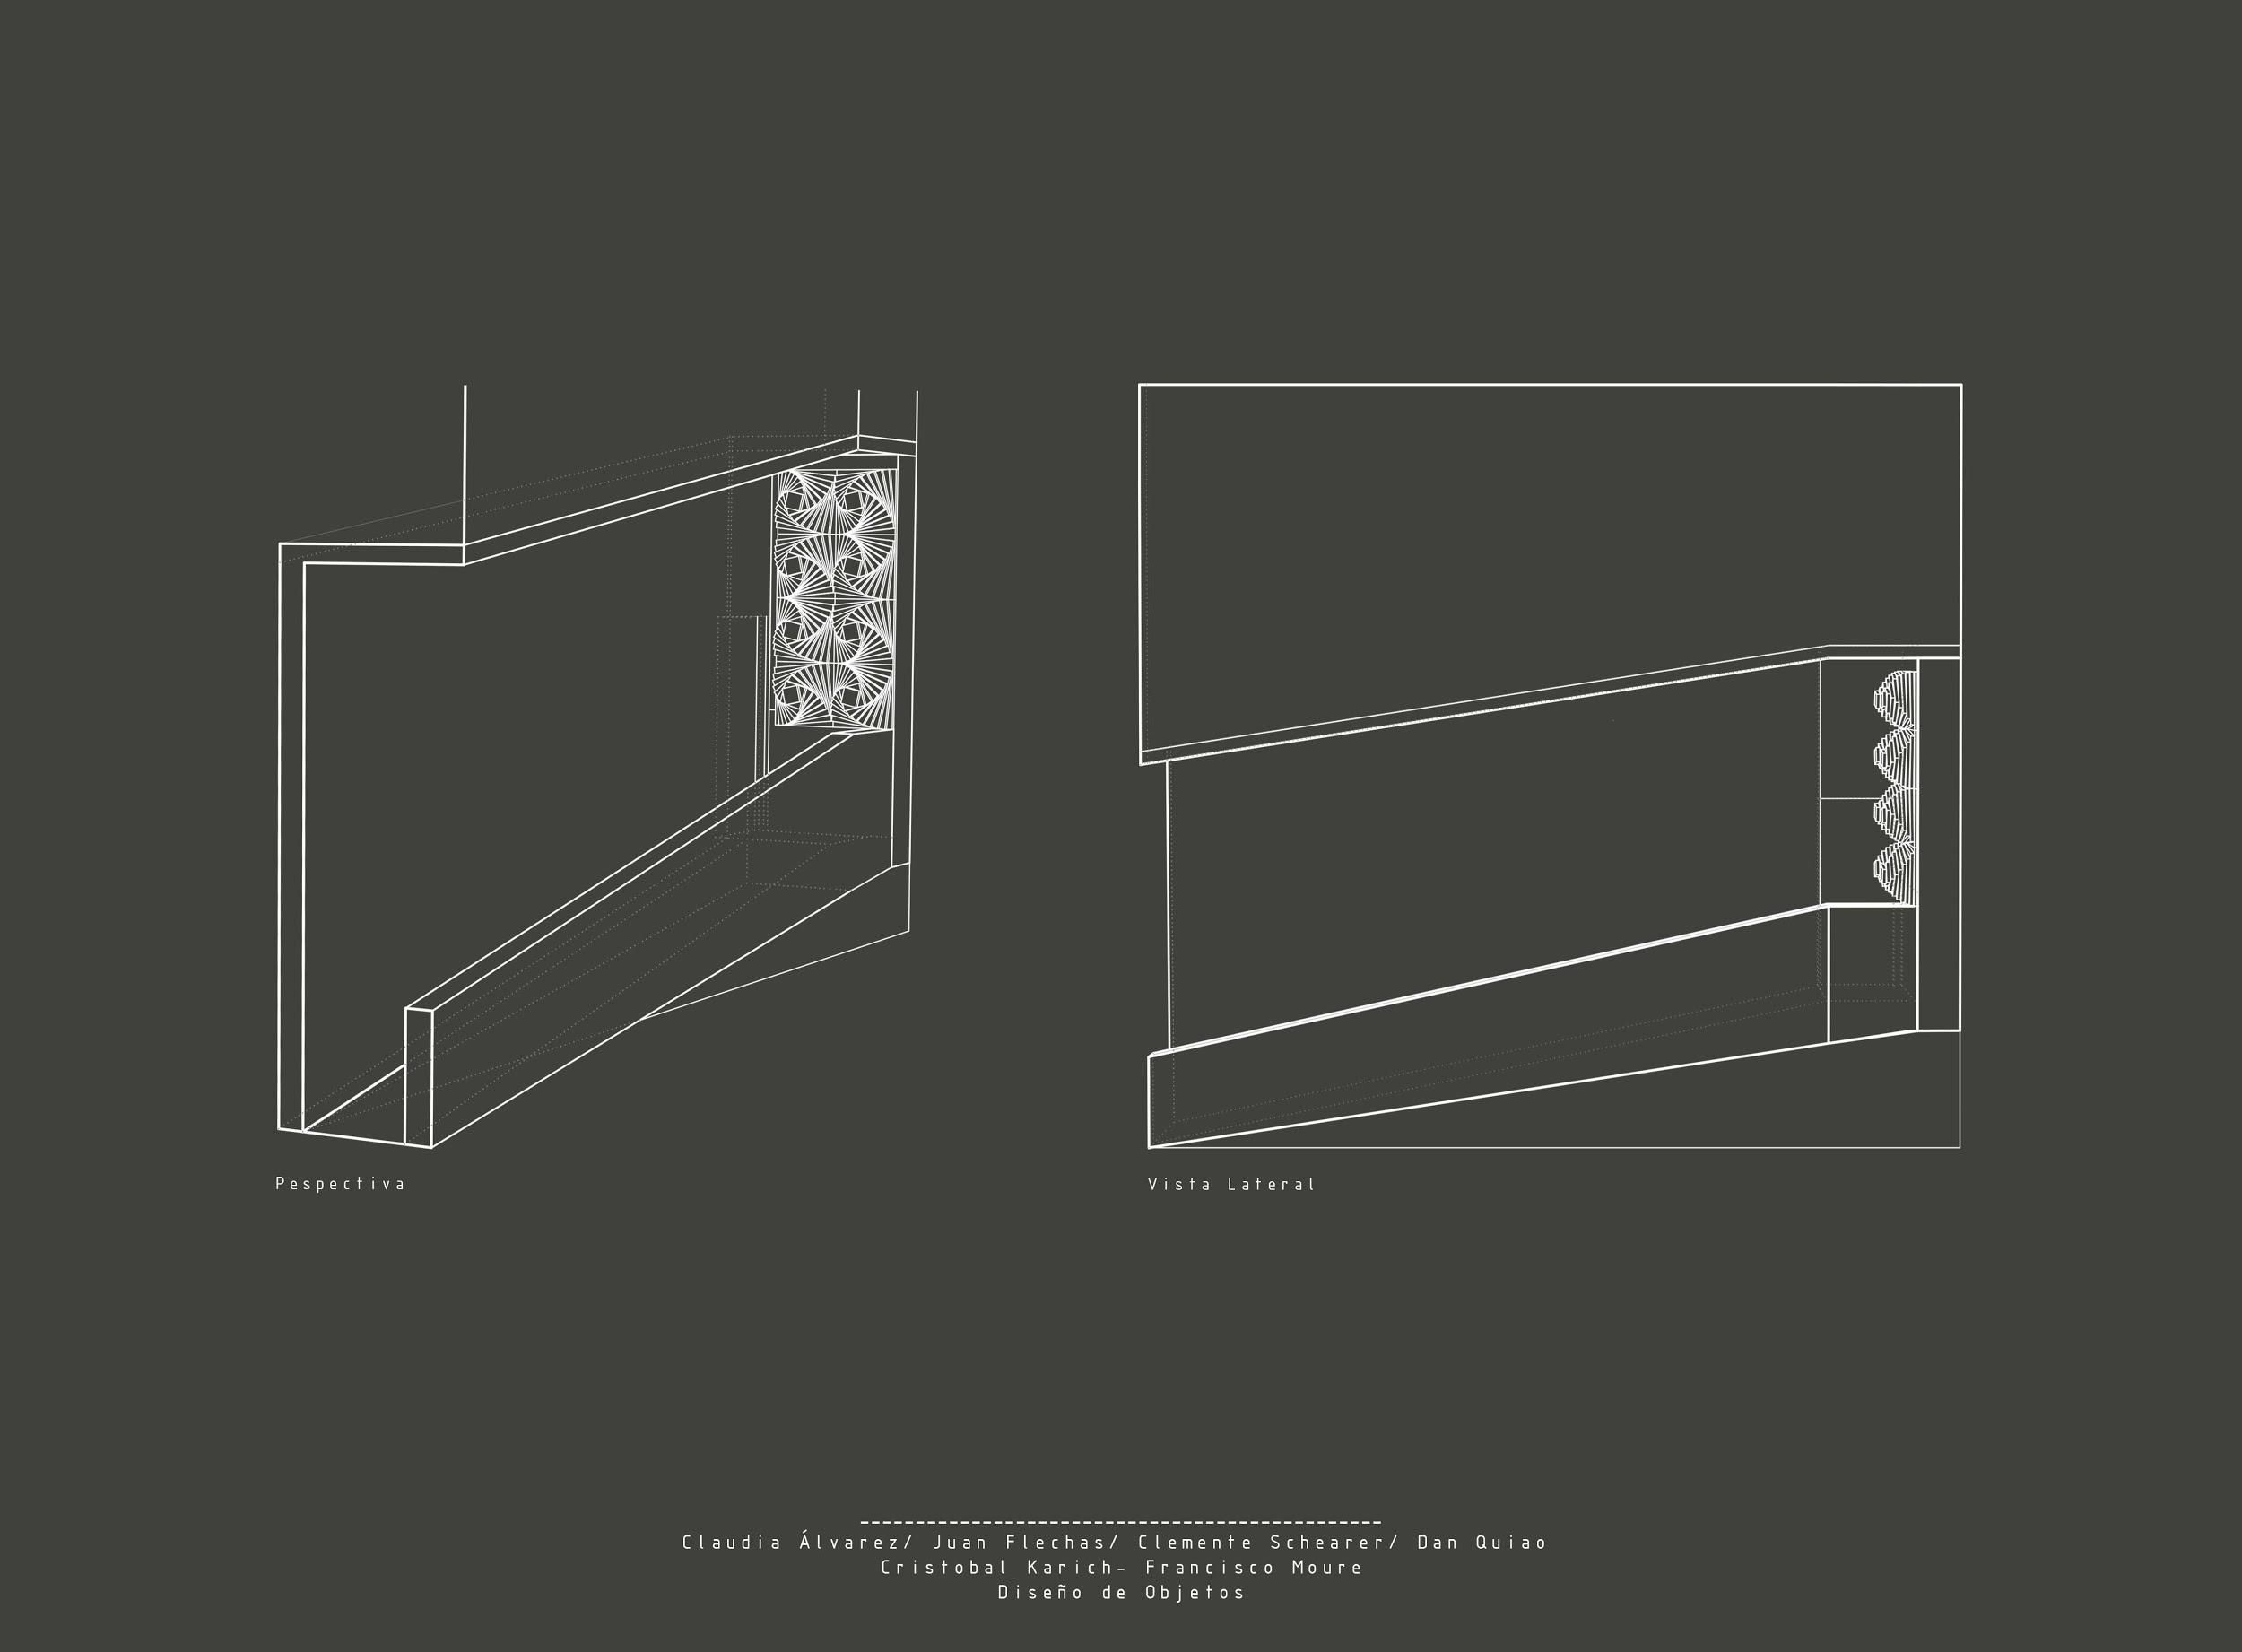 Pespectiva
Vista Lateral
Claudia Álvarez/ Juan Flechas/ Clemente Schearer/ Dan Quiao
Cristobal Karich- Francisco Moure
Diseño de Objetos